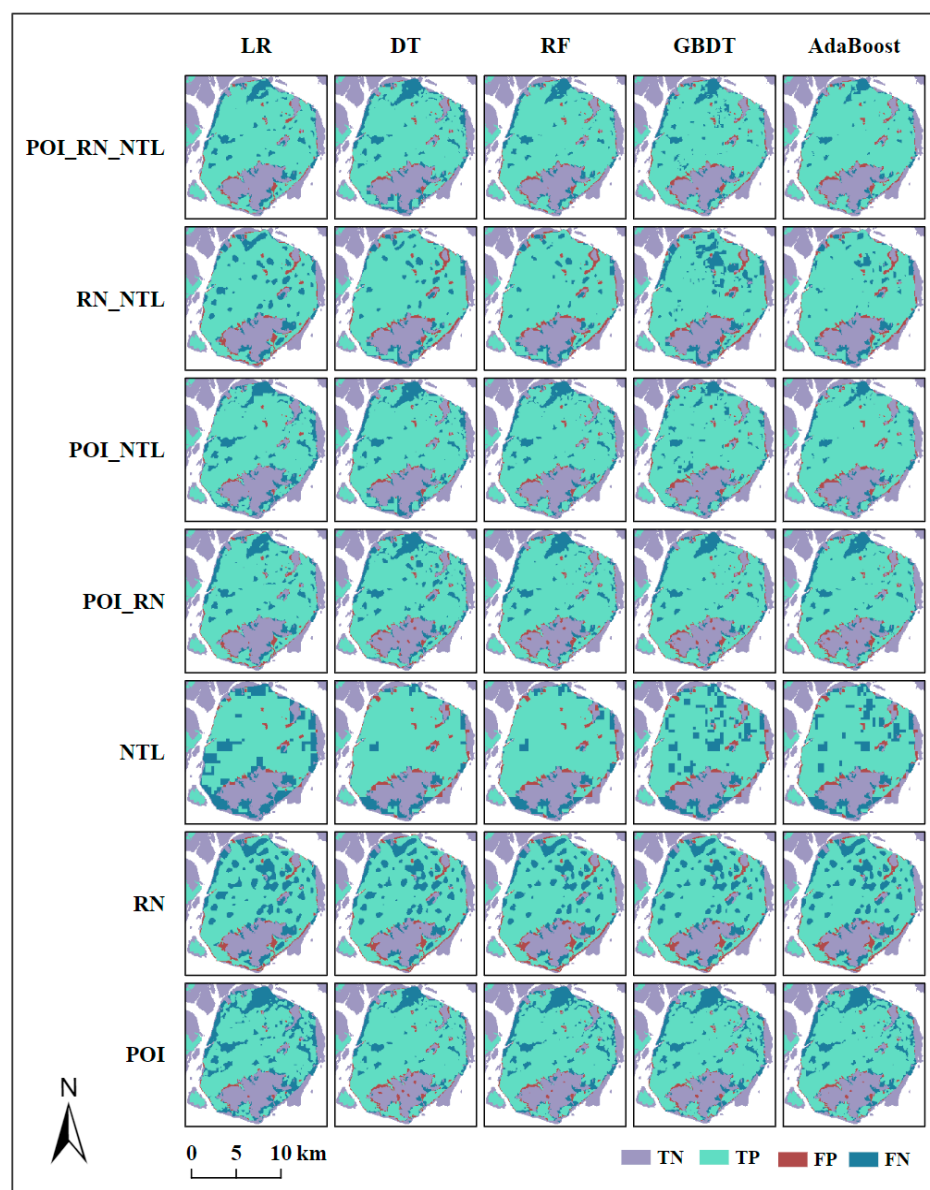 LR DT RF GBDT AdaBoost
POI_RN_NTL
RN_NTL
POI_NTL
POI_RN
NTL
RN
POI
N
0 5 10 km
TN TP FP FN